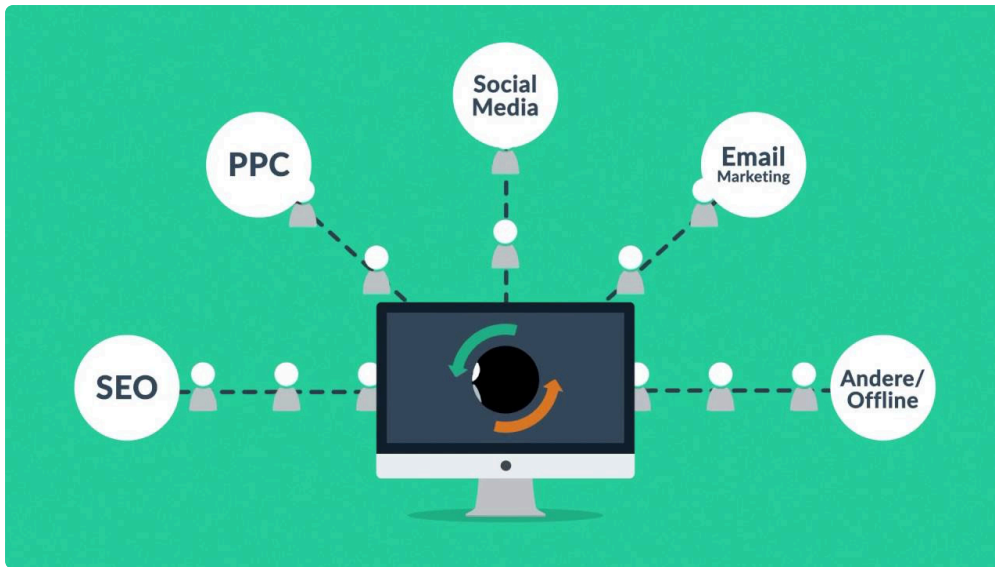 Social
Media
PPC
Email
Marketing
SEO
Andere/
Offline